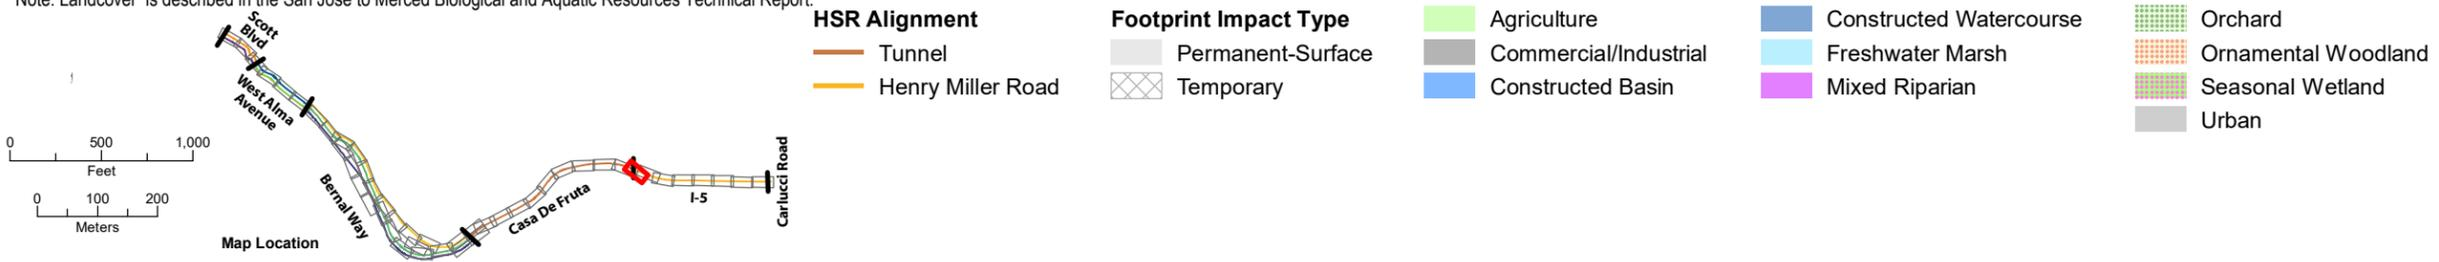 Note: Landcover is described in the San Jose to Merced Biological and Aquatic Resources Technical Report.
Scott
Blvd
West Alma
Avenue
0 500 1,000
Feet
0 100 200
Meters
Bernal Way
Map Location
Casa De Fruta
I-5
Carlucci Road
HSR Alignment
Tunnel
Henry Miller Road
Footprint Impact Type
Permanent-Surface
Temporary
Agriculture
Commercial/Industrial
Constructed Basin
Constructed Watercourse
Freshwater Marsh
Mixed Riparian
Orchard
Ornamental Woodland
Seasonal Wetland
Urban